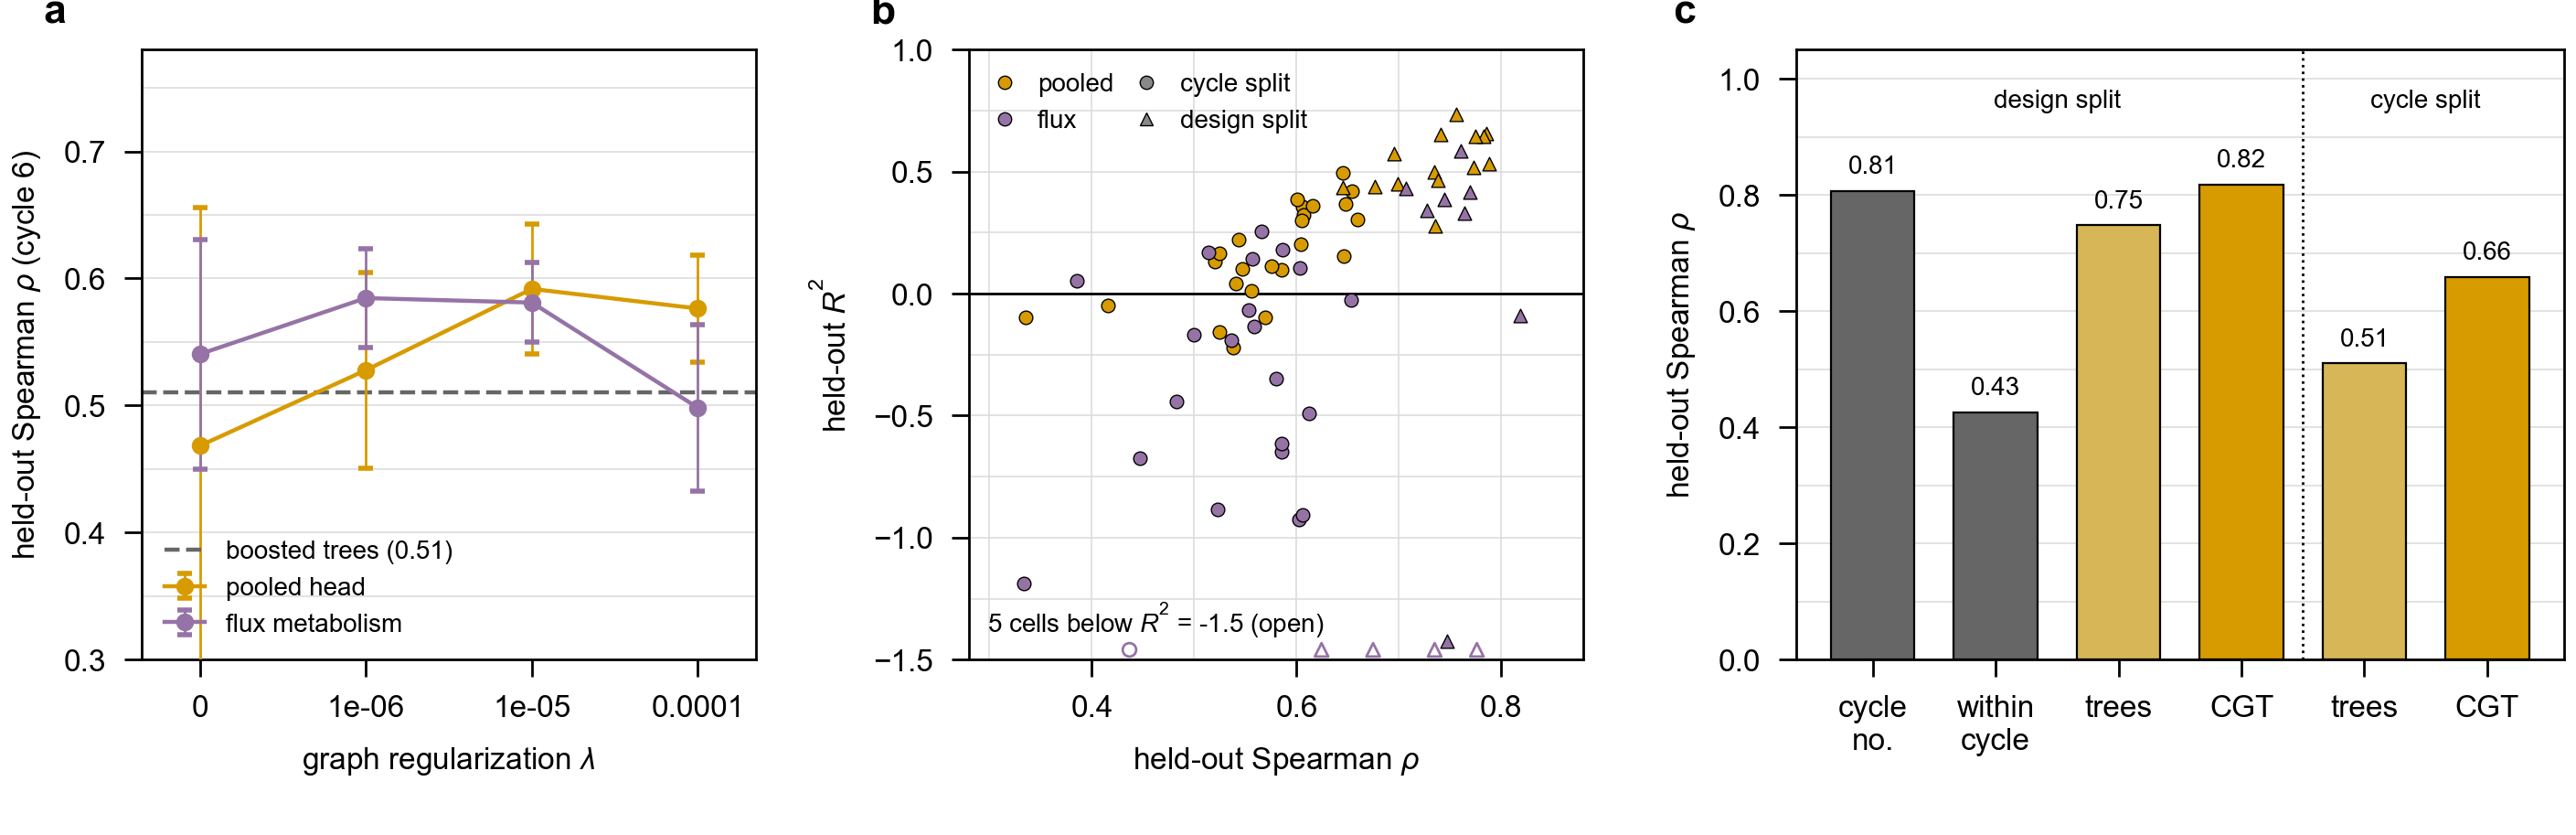 a
held-out Spearman ρ (cycle 6)
0.7
0.6
0.5
0.4
0.3
boosted trees (0.51)
pooled head
flux metabolism
0
1e-06
1e-05
0.0001
graph regularization λ
b
held-out R²
1.0
0.5
0.0
−0.5
−1.0
−1.5
pooled
flux
cycle split
design split
5 cells below R² = -1.5 (open)
0.4
0.6
0.8
held-out Spearman ρ
c
held-out Spearman ρ
1.0
0.8
0.6
0.4
0.2
0.0
design split
cycle split
0.81
0.43
0.75
0.82
0.51
0.66
cycle
no.
within
cycle
trees
CGT
trees
CGT